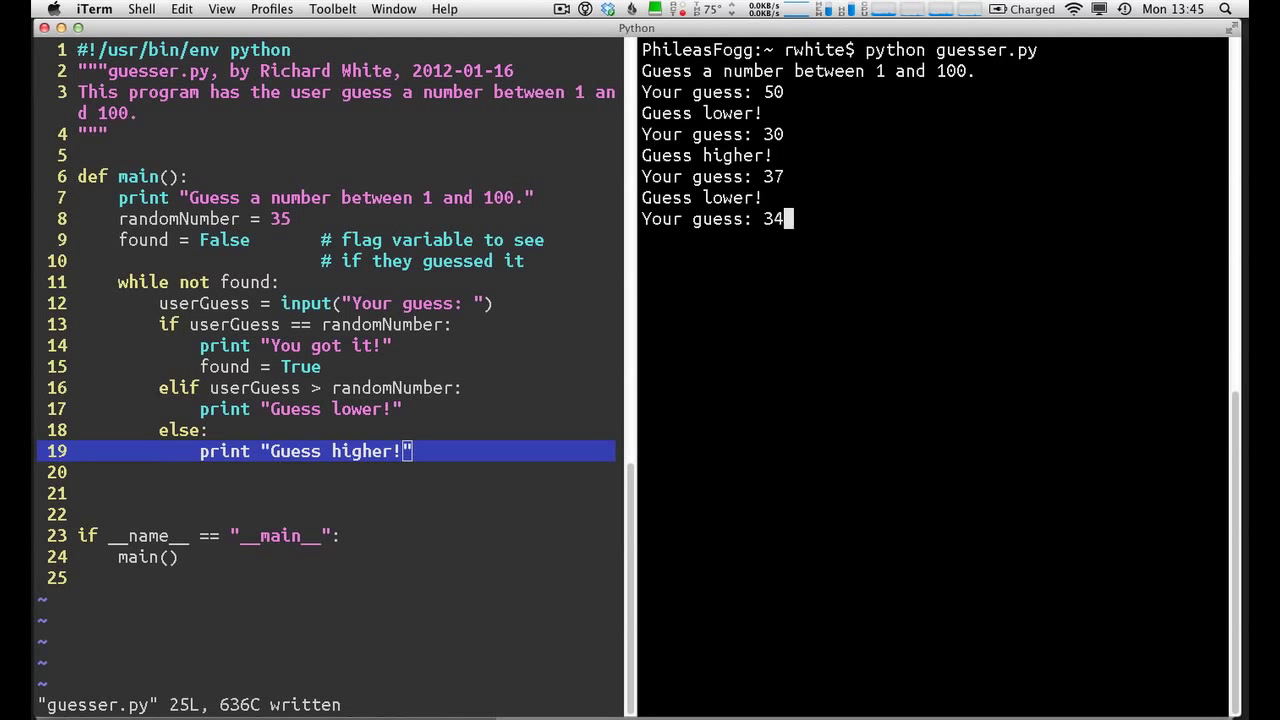 iTerm Shell Edit View Profiles Toolbelt Window Help 75° 0.0KB/s 0.0KB/s Charged Mon 13:45
Python
1 #!/usr/bin/env python
2 """guesser.py, by Richard White, 2012-01-16
3 This program has the user guess a number between 1 an
d 100.
4 """
5
6 def main():
7 print "Guess a number between 1 and 100."
8 randomNumber = 35
9 found = False # flag variable to see
10 # if they guessed it
11 while not found:
12 userGuess = input("Your guess: ")
13 if userGuess == randomNumber:
14 print "You got it!"
15 found = True
16 elif userGuess > randomNumber:
17 print "Guess lower!"
18 else:
19 print "Guess higher!"
20
21
22
23 if __name__ == "__main__":
24 main()
25
~
~
~
~
~
"guesser.py" 25L, 636C written
PhileasFogg:~ rwhite$ python guesser.py
Guess a number between 1 and 100.
Your guess: 50
Guess lower!
Your guess: 30
Guess higher!
Your guess: 37
Guess lower!
Your guess: 34